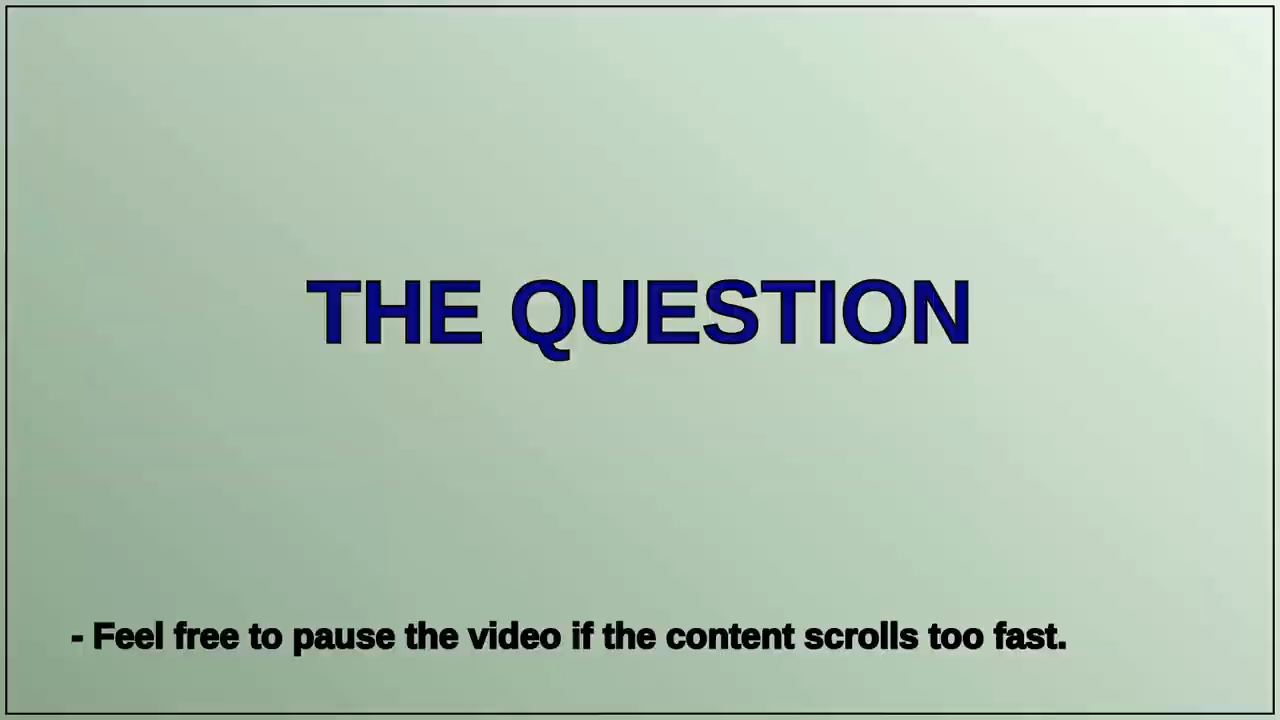 THE QUESTION
- Feel free to pause the video if the content scrolls too fast.